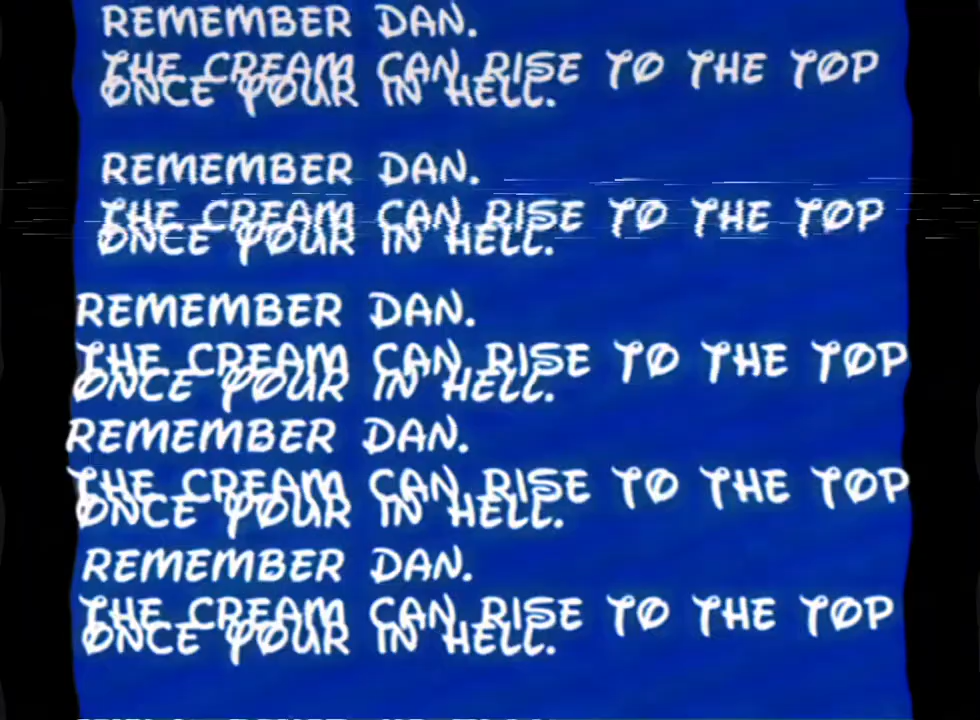 REMEMBER DAN.
THE CREAM CAN RISE TO THE TOP
ONCE YOUR IN HELL.
REMEMBER DAN.
THE CREAM CAN RISE TO THE TOP
ONCE YOUR IN HELL.
REMEMBER DAN.
THE CREAM CAN RISE TO THE TOP
ONCE YOUR IN HELL.
REMEMBER DAN.
THE CREAM CAN RISE TO THE TOP
ONCE YOUR IN HELL.
REMEMBER DAN.
THE CREAM CAN RISE TO THE TOP
ONCE YOUR IN HELL.